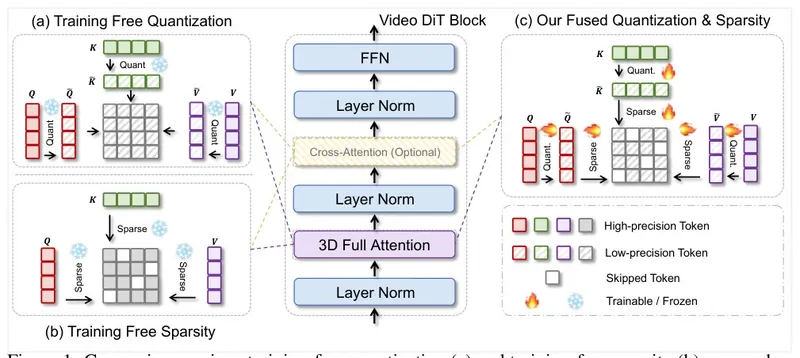 (a) Training Free Quantization
K
Quant
K̃
Q
Q̃
Ṽ
V
Quant
Quant
K
Sparse
Q
V
Sparse
Sparse
(b) Training Free Sparsity
Video DiT Block
FFN
Layer Norm
Cross-Attention (Optional)
Layer Norm
3D Full Attention
Layer Norm
(c) Our Fused Quantization & Sparsity
K
Quant.
K̃
Sparse
Q
Q̃
Ṽ
V
Quant.
Sparse
Sparse
Quant.
High-precision Token
Low-precision Token
Skipped Token
Trainable / Frozen